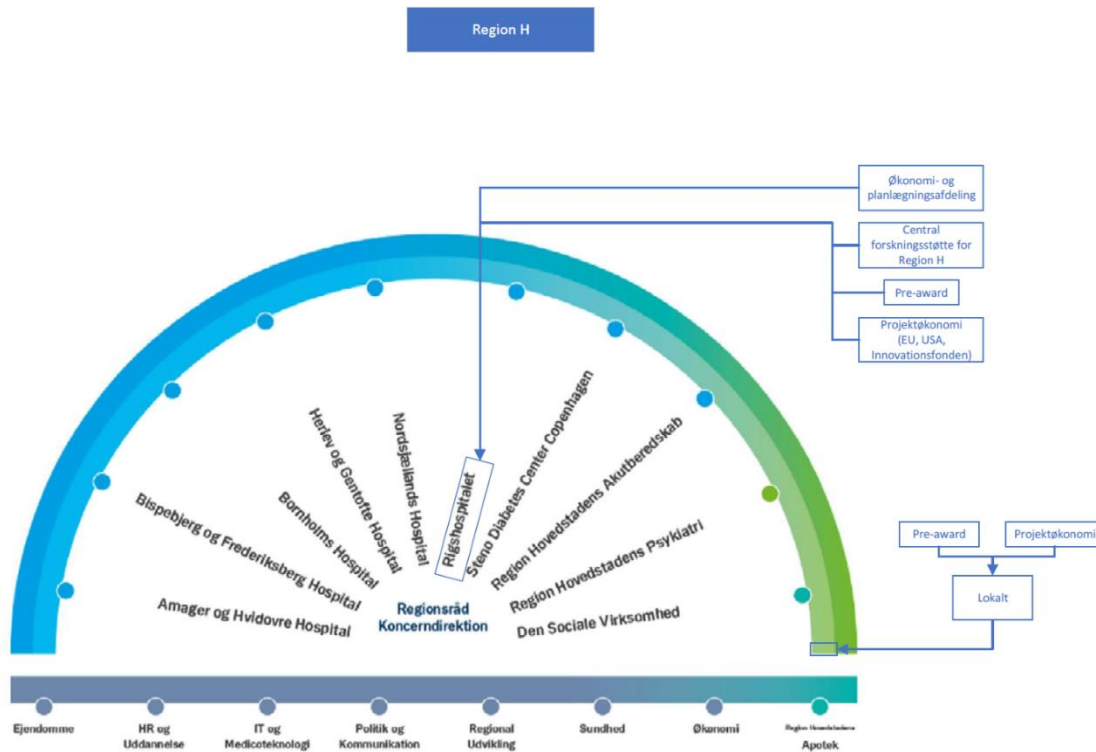 Region H
Økonomi- og
planlægningsafdeling
Central
forskningsstøtte for
Region H
Pre-award
Projektøkonomi
(EU, USA,
Innovationsfonden)
Amager og Hvidovre Hospital
Bispebjerg og Frederiksberg Hospital
Bornholms Hospital
Herlev og Gentofte Hospital
Nordsjællands Hospital
Rigshospitalet
Steno Diabetes Center Copenhagen
Region Hovedstadens Akutberedskab
Region Hovedstadens Psykiatri
Den Sociale Virksomhed
Regionsråd
Koncerndirektion
Pre-award
Projektøkonomi
Lokalt
Ejendomme
HR og
Uddannelse
IT og
Medicoteknologi
Politik og
Kommunikation
Regional
Udvikling
Sundhed
Økonomi
Region Hovedstadens
Apotek